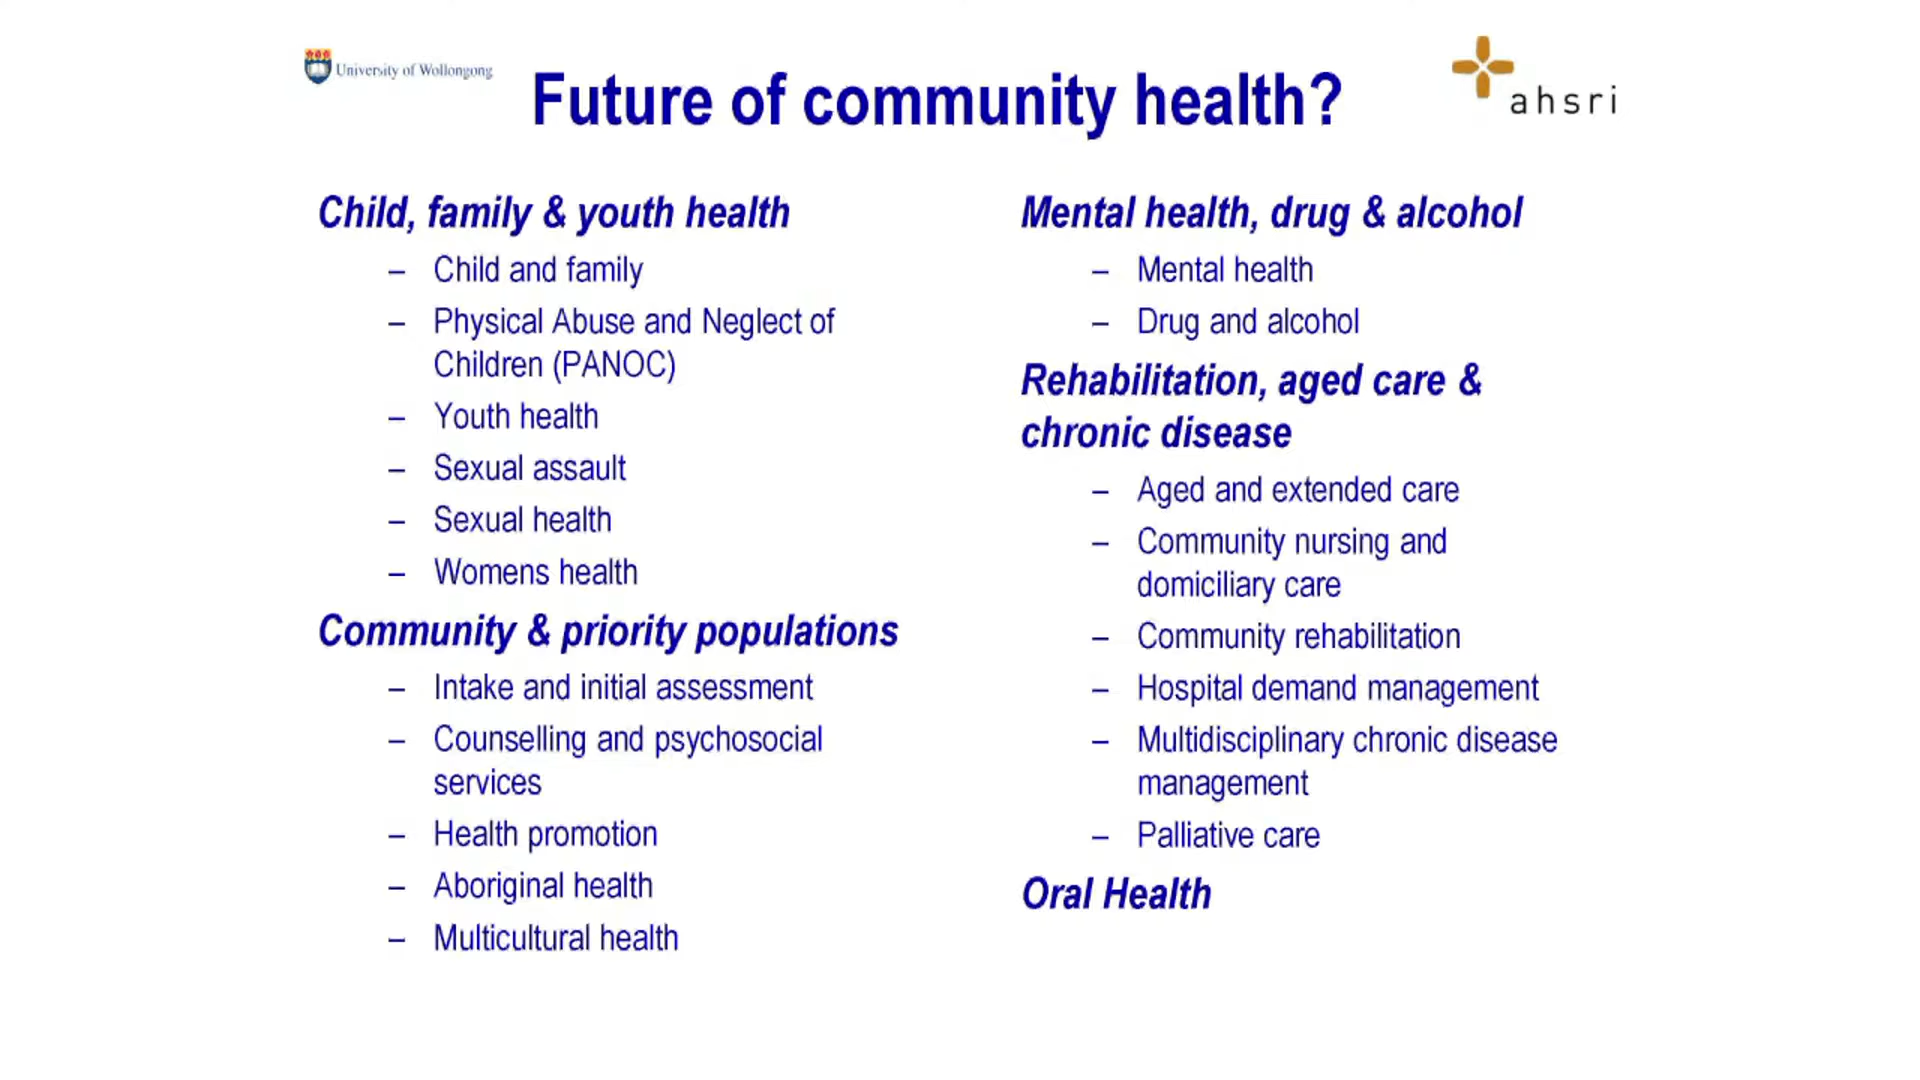 University of Wollongong
Future of community health?
ahsri
Child, family & youth health
– Child and family
– Physical Abuse and Neglect of
Children (PANOC)
– Youth health
– Sexual assault
– Sexual health
– Womens health
Community & priority populations
– Intake and initial assessment
– Counselling and psychosocial
services
– Health promotion
– Aboriginal health
– Multicultural health
Mental health, drug & alcohol
– Mental health
– Drug and alcohol
Rehabilitation, aged care &
chronic disease
– Aged and extended care
– Community nursing and
domiciliary care
– Community rehabilitation
– Hospital demand management
– Multidisciplinary chronic disease
management
– Palliative care
Oral Health